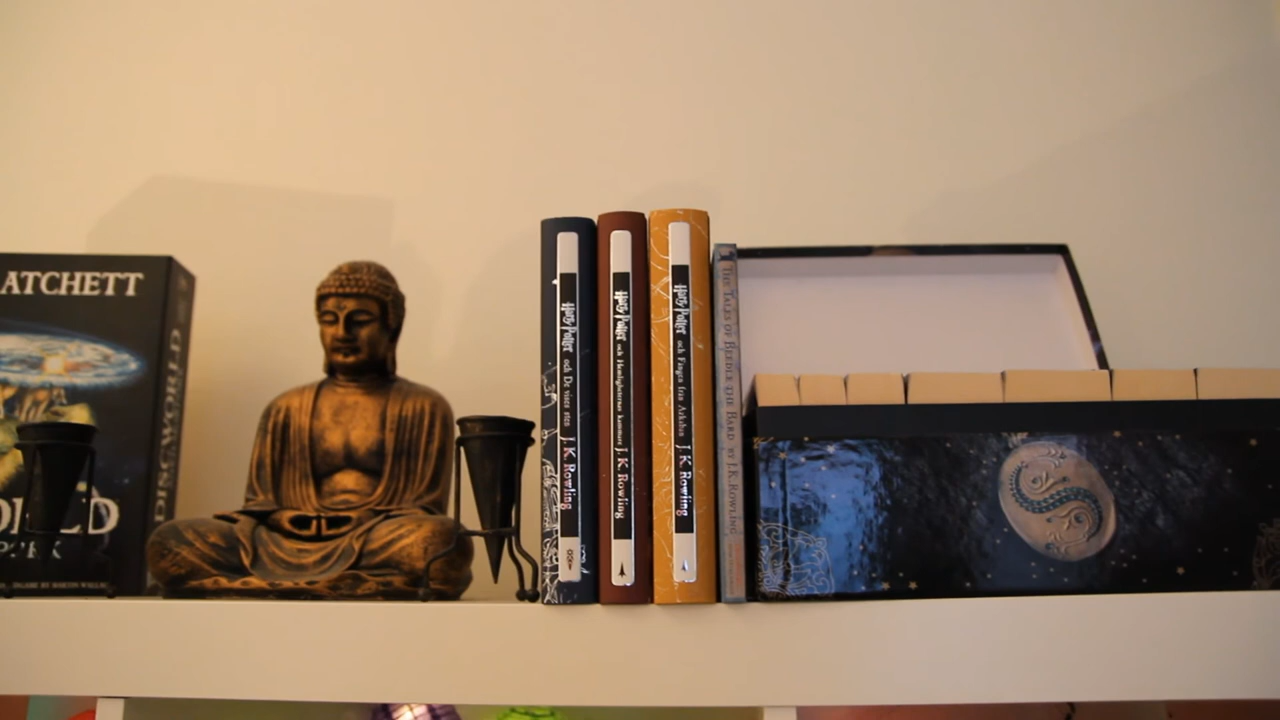 ATCHETT
DISCWORLD
Harry Potter och De vises sten J. K. Rowling
Harry Potter och Hemligheternas kammare J. K. Rowling
Harry Potter och Fången från Azkaban J. K. Rowling
THE TALES OF BEEDLE THE BARD BY J.K. ROWLING